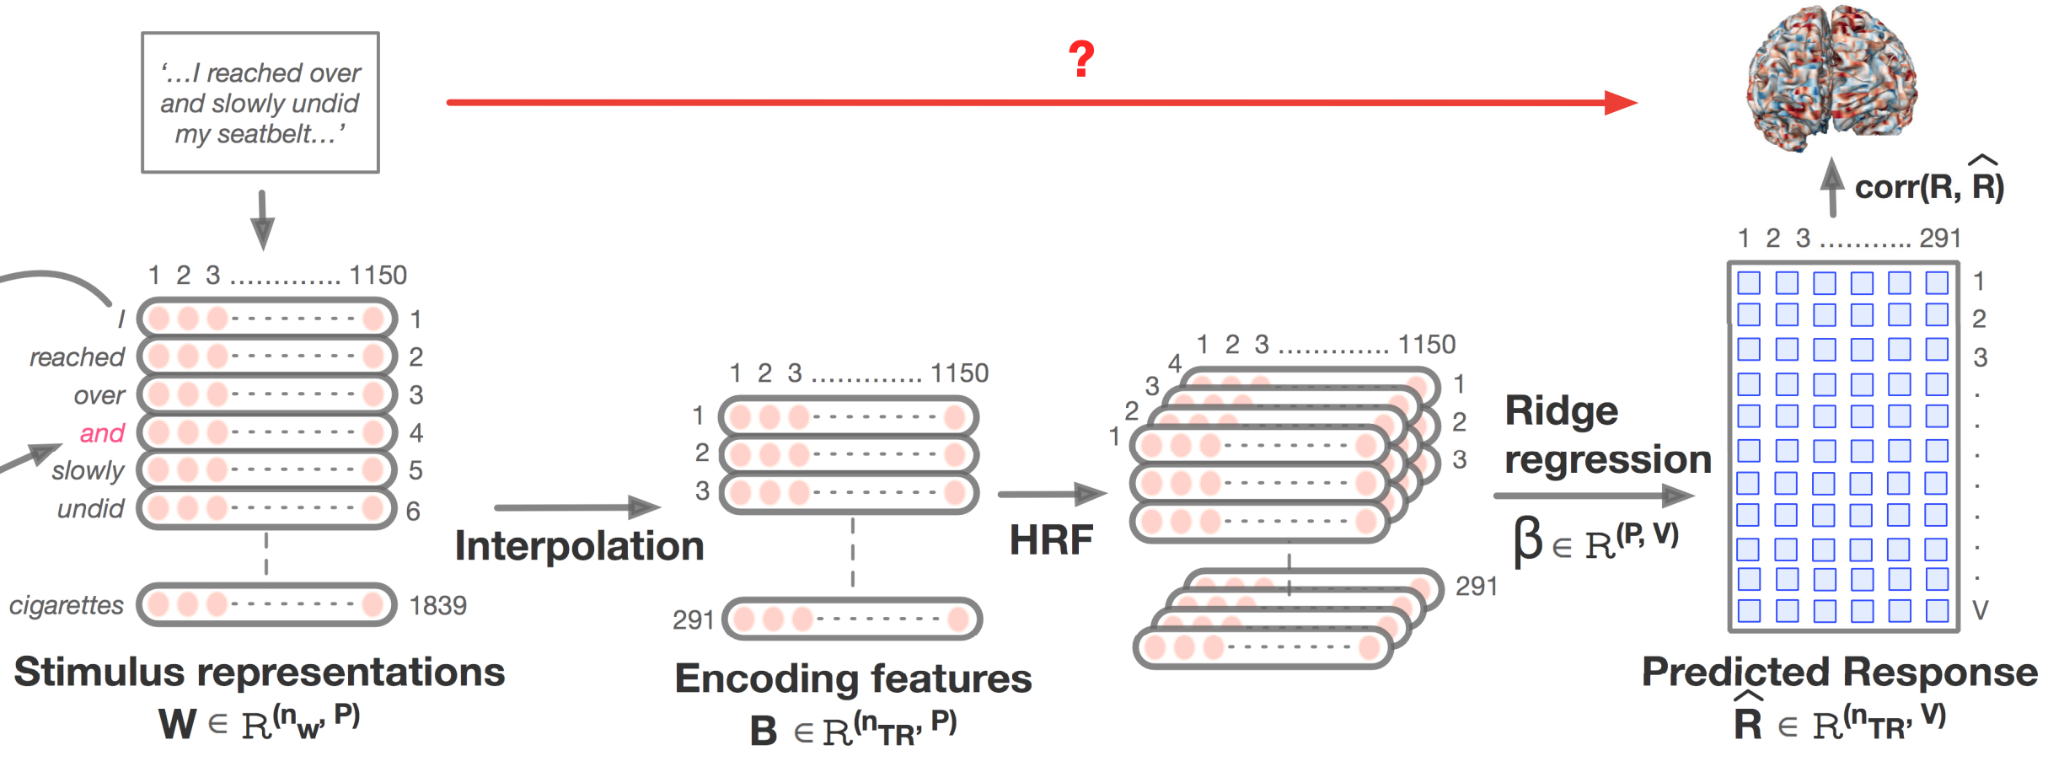 ‘...I reached over
and slowly undid
my seatbelt...’
?
corr(R, R̂)
1 2 3 ............. 1150
I 1
reached 2
over 3
and 4
slowly 5
undid 6
cigarettes 1839
Stimulus representations
W ∈ R(nw, P)
Interpolation
1 2 3 ............. 1150
1
2
3
291
Encoding features
B ∈ R(nTR, P)
HRF
1 2 3 ............. 1150
4 1
3
2 2
1 3
291
Ridge
regression
β ∈ R(P, V)
1 2 3 ........... 291
1
2
3
.
.
.
.
.
.
.
V
Predicted Response
R̂ ∈ R(nTR, V)